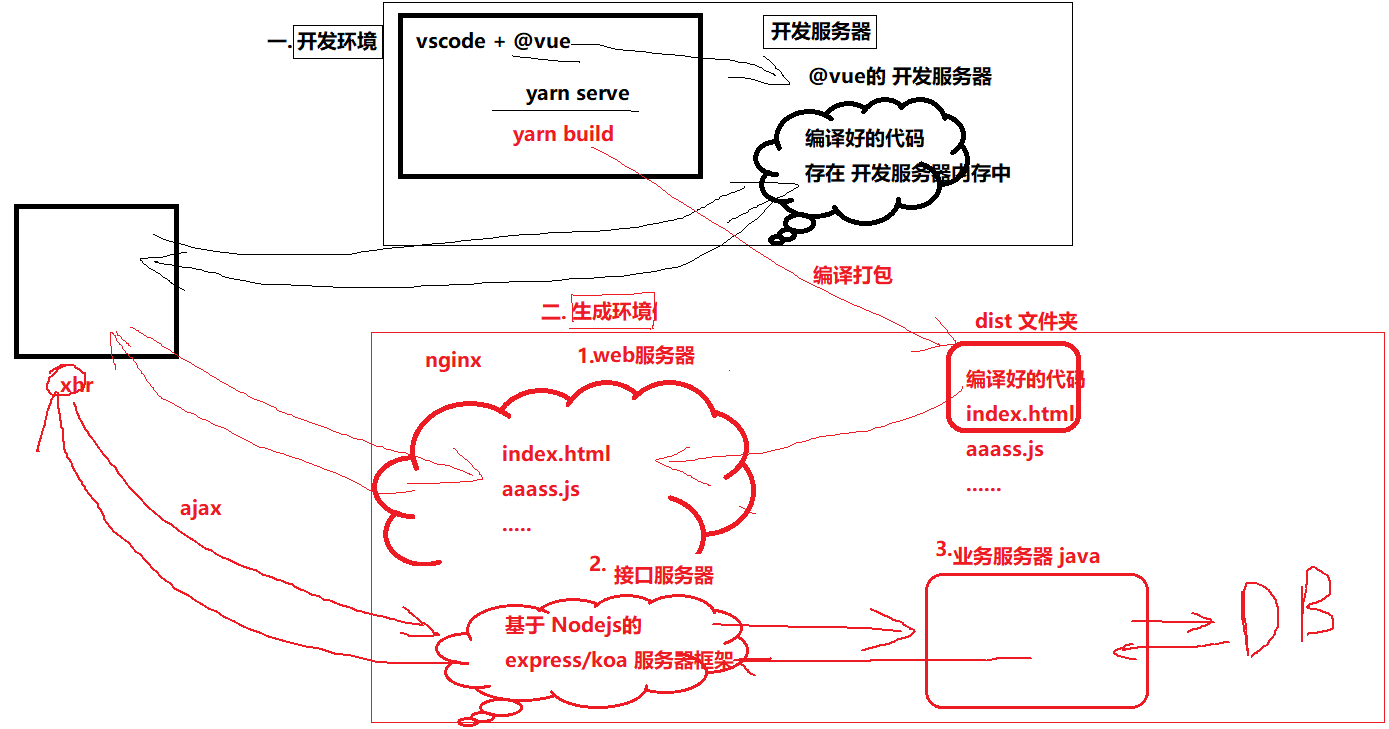 一. 开发环境
vscode + @vue
yarn serve
yarn build
开发服务器
@vue的 开发服务器
编译好的代码
存在 开发服务器内存中
编译打包
二. 生成环境
dist 文件夹
编译好的代码
index.html
aaass.js
......
nginx
1.web服务器
index.html
aaass.js
.....
xhr
ajax
2. 接口服务器
基于 Nodejs的
express/koa 服务器框架
3.业务服务器 java
DB